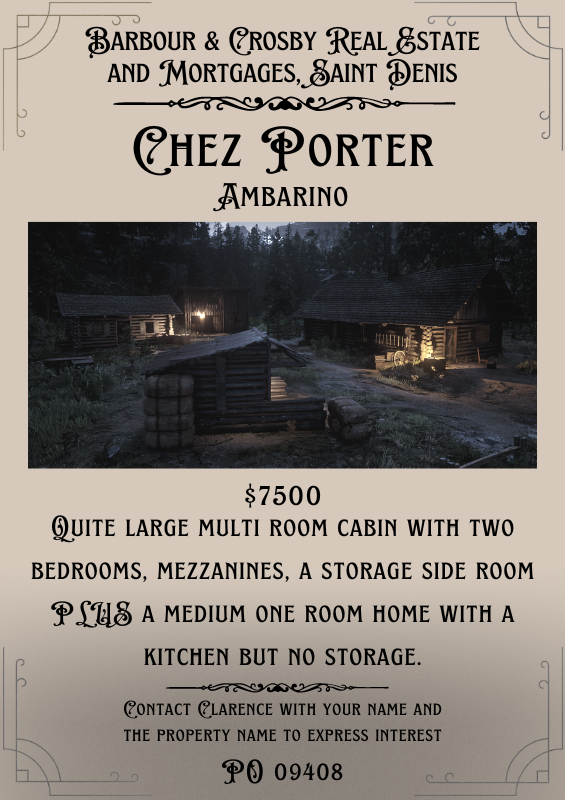 Barbour & Crosby Real Estate
and Mortgages, Saint Denis
Chez Porter
Ambarino
$7500
Quite large multi room cabin with two
bedrooms, mezzanines, a storage side room
PLUS a medium one room home with a
kitchen but no storage.
Contact Clarence with your name and
the property name to express interest
PO 09408